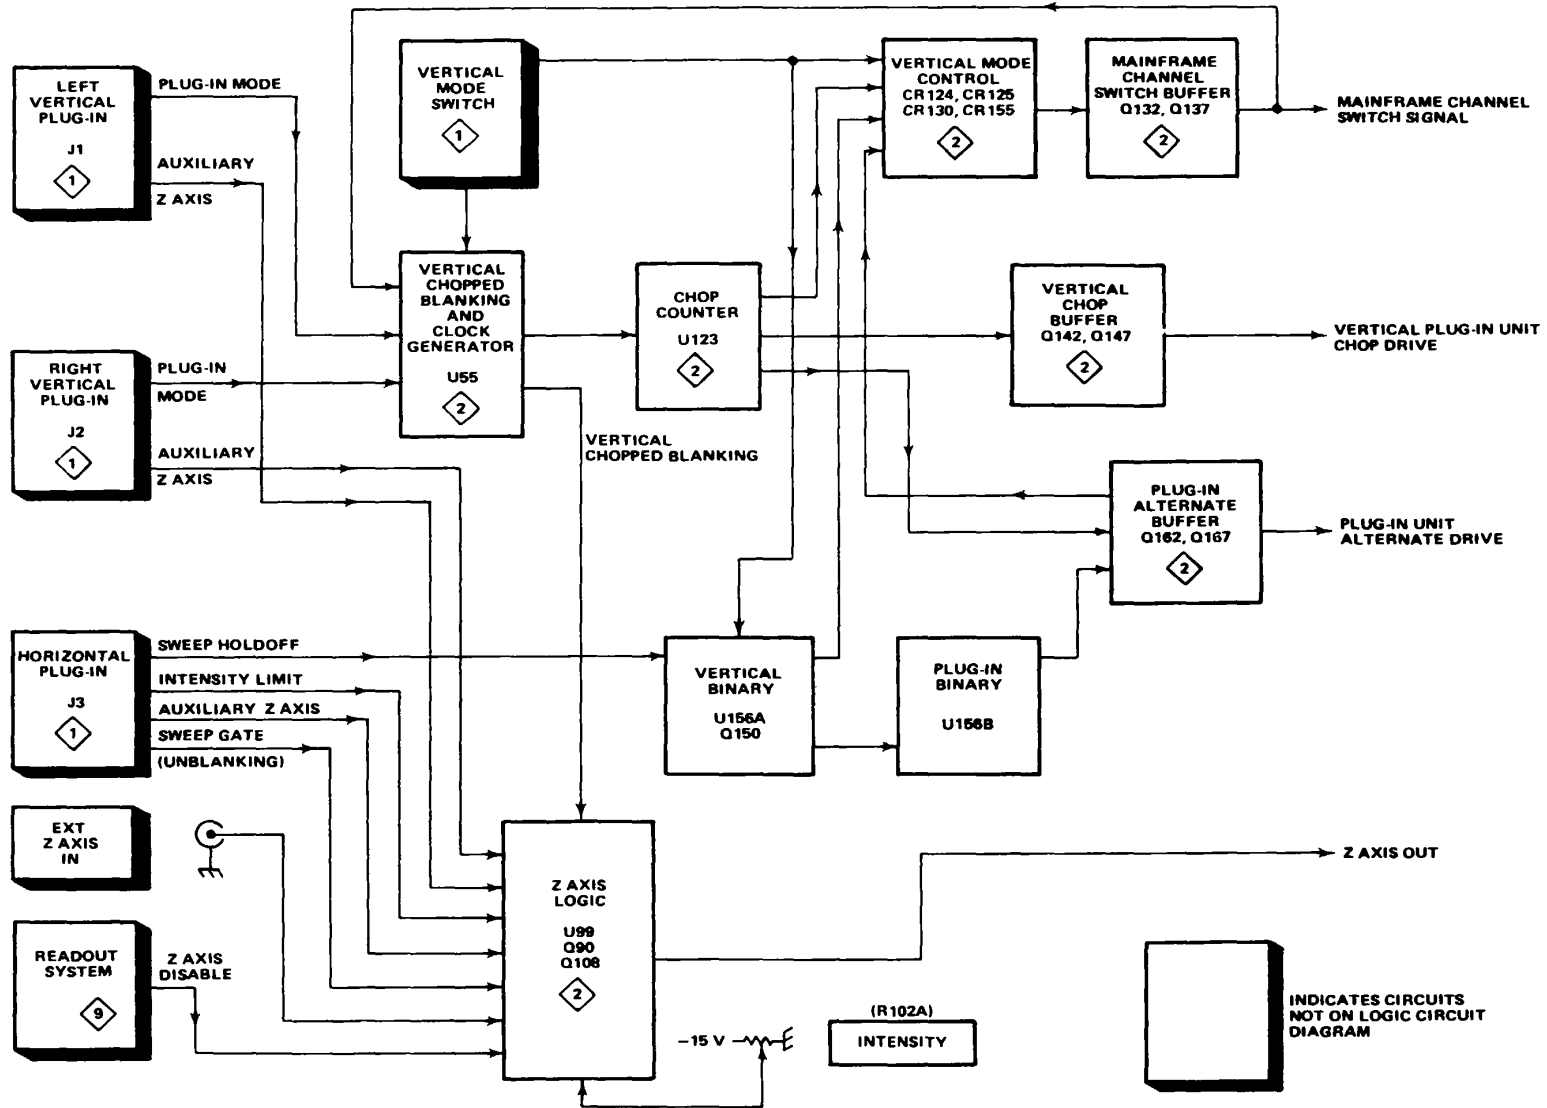 LEFT
VERTICAL
PLUG-IN
J1
1
PLUG-IN MODE
AUXILIARY
Z AXIS
VERTICAL
MODE
SWITCH
1
VERTICAL MODE
CONTROL
CR124, CR125
CR130, CR155
2
MAINFRAME
CHANNEL
SWITCH BUFFER
Q132, Q137
2
MAINFRAME CHANNEL
SWITCH SIGNAL
RIGHT
VERTICAL
PLUG-IN
J2
1
PLUG-IN
MODE
AUXILIARY
Z AXIS
VERTICAL
CHOPPED
BLANKING
AND
CLOCK
GENERATOR
U55
2
CHOP
COUNTER
U123
2
VERTICAL
CHOP
BUFFER
Q142, Q147
2
VERTICAL PLUG-IN UNIT
CHOP DRIVE
VERTICAL
CHOPPED BLANKING
PLUG-IN
ALTERNATE
BUFFER
Q162, Q167
2
PLUG-IN UNIT
ALTERNATE DRIVE
HORIZONTAL
PLUG-IN
J3
1
SWEEP HOLDOFF
INTENSITY LIMIT
AUXILIARY Z AXIS
SWEEP GATE
(UNBLANKING)
VERTICAL
BINARY
U156A
Q150
PLUG-IN
BINARY
U156B
EXT
Z AXIS
IN
Z AXIS
LOGIC
U99
Q90
Q108
2
Z AXIS OUT
READOUT
SYSTEM
9
Z AXIS
DISABLE
-15 V
(R102A)
INTENSITY
INDICATES CIRCUITS
NOT ON LOGIC CIRCUIT
DIAGRAM